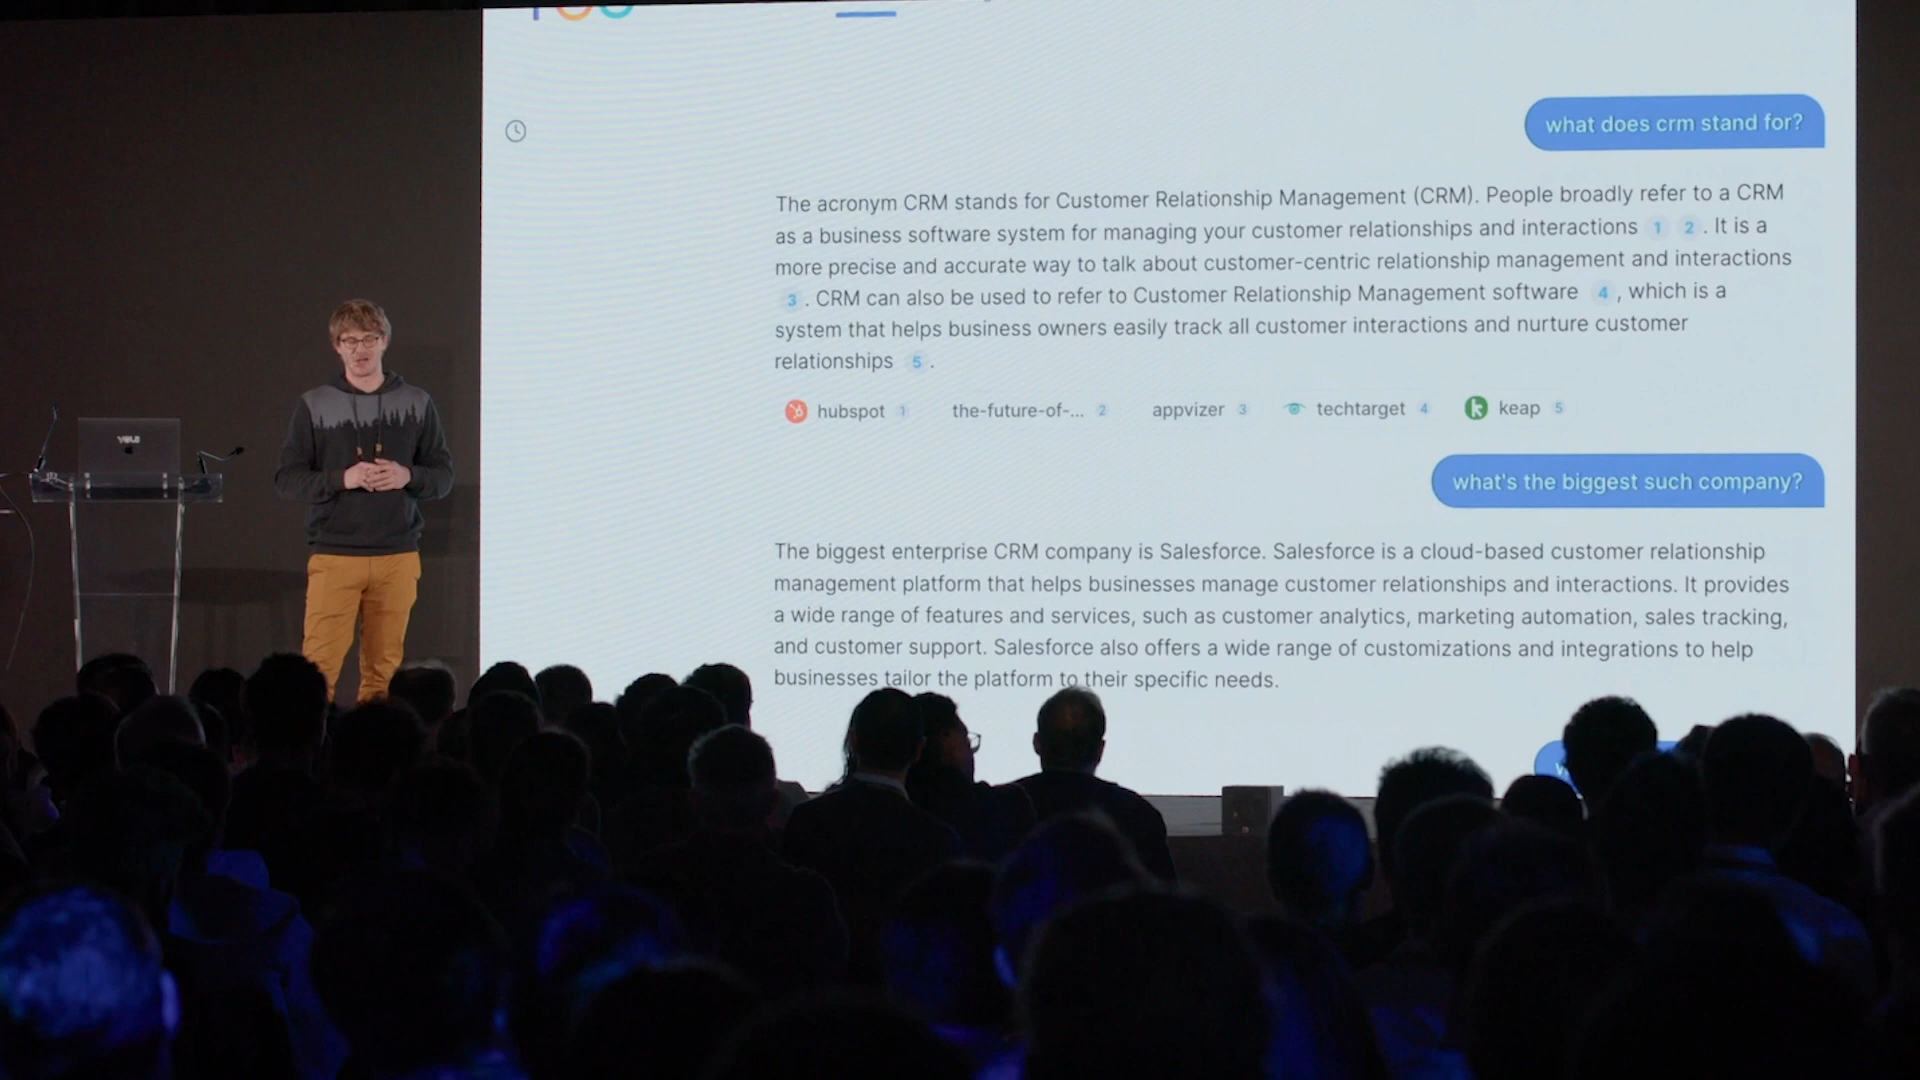 what does crm stand for?
The acronym CRM stands for Customer Relationship Management (CRM). People broadly refer to a CRM
as a business software system for managing your customer relationships and interactions 1 2 . It is a
more precise and accurate way to talk about customer-centric relationship management and interactions
3 . CRM can also be used to refer to Customer Relationship Management software 4 , which is a
system that helps business owners easily track all customer interactions and nurture customer
relationships 5 .
hubspot 1 the-future-of-... 2 appvizer 3 techtarget 4 keap 5
what's the biggest such company?
The biggest enterprise CRM company is Salesforce. Salesforce is a cloud-based customer relationship
management platform that helps businesses manage customer relationships and interactions. It provides
a wide range of features and services, such as customer analytics, marketing automation, sales tracking,
and customer support. Salesforce also offers a wide range of customizations and integrations to help
businesses tailor the platform to their specific needs.